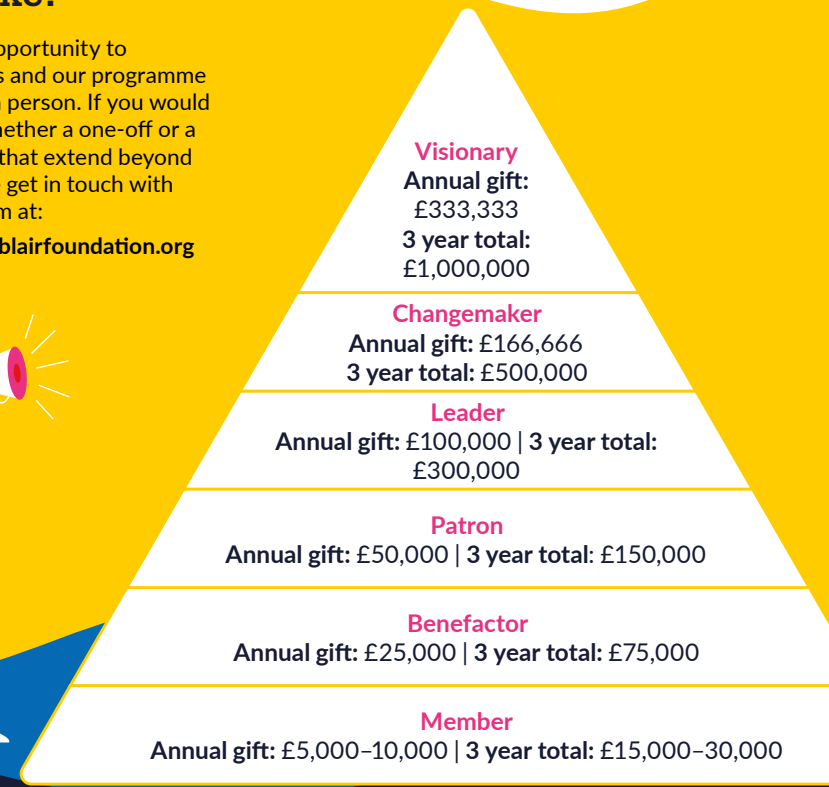 pportunity to
s and our programme
person. If you would
hether a one-off or a
that extend beyond
get in touch with
m at:
blairfoundation.org
Visionary
Annual gift:
£333,333
3 year total:
£1,000,000
Changemaker
Annual gift: £166,666
3 year total: £500,000
Leader
Annual gift: £100,000 | 3 year total:
£300,000
Patron
Annual gift: £50,000 | 3 year total: £150,000
Benefactor
Annual gift: £25,000 | 3 year total: £75,000
Member
Annual gift: £5,000–10,000 | 3 year total: £15,000–30,000